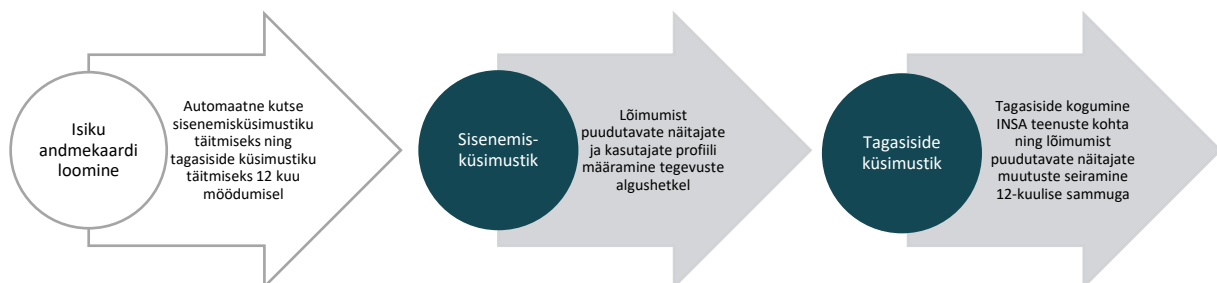 Isiku
andmekaardi
loomine
Automaatne kutse
sisenemisküsimustiku
täitmiseks ning
tagasiside küsimustiku
täitmiseks 12 kuu
möödumisel
Sisenemis-
küsimustik
Lõimumist
puudutavate näitajate
ja kasutajate profiili
määramine tegevuste
algushetkel
Tagasiside
küsimustik
Tagasiside kogumine
INSA teenuste kohta
ning lõimumist
puudutavate näitajate
muutuste seiramine
12-kuulise sammuga